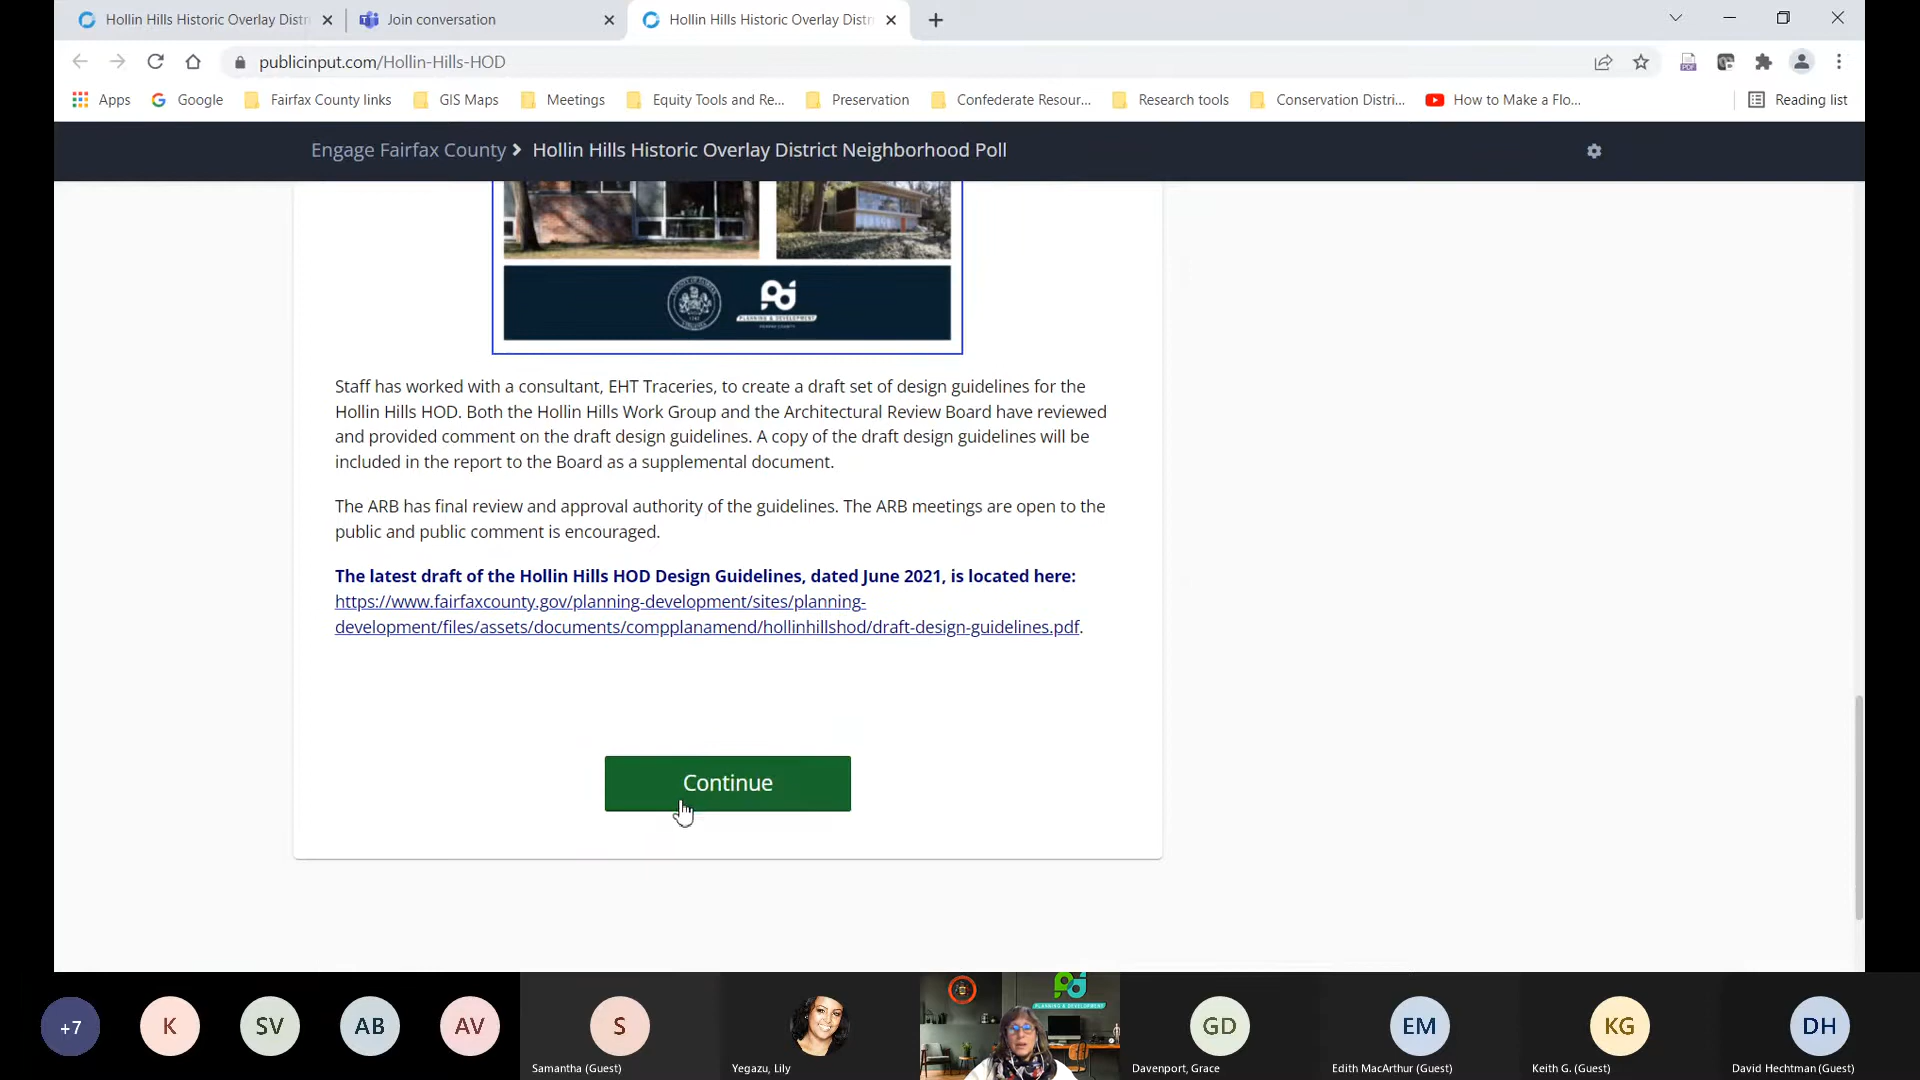 Hollin Hills Historic Overlay Distr
Join conversation
Hollin Hills Historic Overlay Distr
publicinput.com/Hollin-Hills-HOD
Apps
Google
Fairfax County links
GIS Maps
Meetings
Equity Tools and Re...
Preservation
Confederate Resour...
Research tools
Conservation Distri...
How to Make a Flo...
Reading list
Engage Fairfax County > Hollin Hills Historic Overlay District Neighborhood Poll
PLANNING & DEVELOPMENT
Staff has worked with a consultant, EHT Traceries, to create a draft set of design guidelines for the
Hollin Hills HOD. Both the Hollin Hills Work Group and the Architectural Review Board have reviewed
and provided comment on the draft design guidelines. A copy of the draft design guidelines will be
included in the report to the Board as a supplemental document.
The ARB has final review and approval authority of the guidelines. The ARB meetings are open to the
public and public comment is encouraged.
The latest draft of the Hollin Hills HOD Design Guidelines, dated June 2021, is located here:
https://www.fairfaxcounty.gov/planning-development/sites/planning-
development/files/assets/documents/compplanamend/hollinhillshod/draft-design-guidelines.pdf.
Continue
+7
K
SV
AB
AV
S
Samantha (Guest)
Yegazu, Lily
PLANNING & DEVELOPMENT
GD
Davenport, Grace
EM
Edith MacArthur (Guest)
KG
Keith G. (Guest)
DH
David Hechtman (Guest)